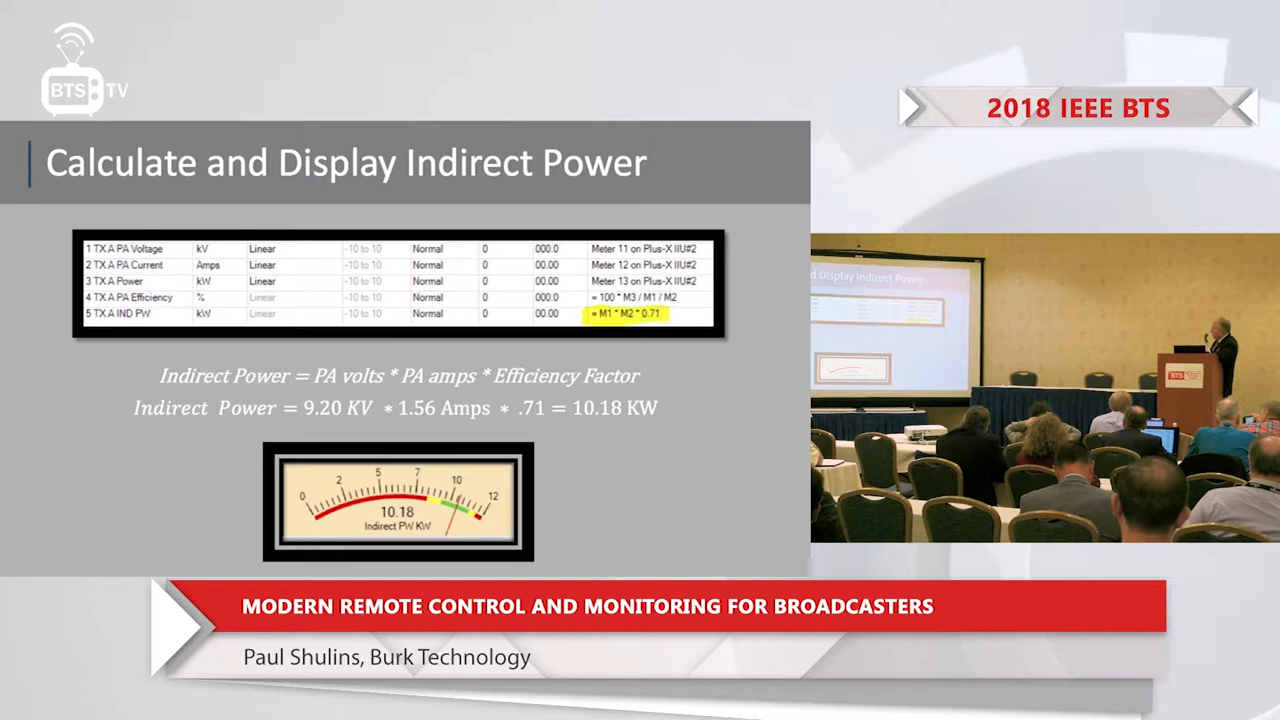 BTS TV
2018 IEEE BTS
Calculate and Display Indirect Power
1 TX A PA Voltage kV Linear -10 to 10 Normal 0 000.0 Meter 11 on Plus-X IIU#2
2 TX A PA Current Amps Linear -10 to 10 Normal 0 00.00 Meter 12 on Plus-X IIU#2
3 TX A Power kW Linear -10 to 10 Normal 0 00.00 Meter 13 on Plus-X IIU#2
4 TX A PA Efficiency % Linear -10 to 10 Normal 0 000.0 = 100 * M3 / M1 / M2
5 TX A IND PW kW Linear -10 to 10 Normal 0 00.00 = M1 * M2 * 0.71
Indirect Power = PA volts * PA amps * Efficiency Factor
Indirect Power = 9.20 KV * 1.56 Amps * .71 = 10.18 KW
0 2 5 7 10 12
10.18
Indirect PW KW
d Display Indirect Power
BTS
MODERN REMOTE CONTROL AND MONITORING FOR BROADCASTERS
Paul Shulins, Burk Technology